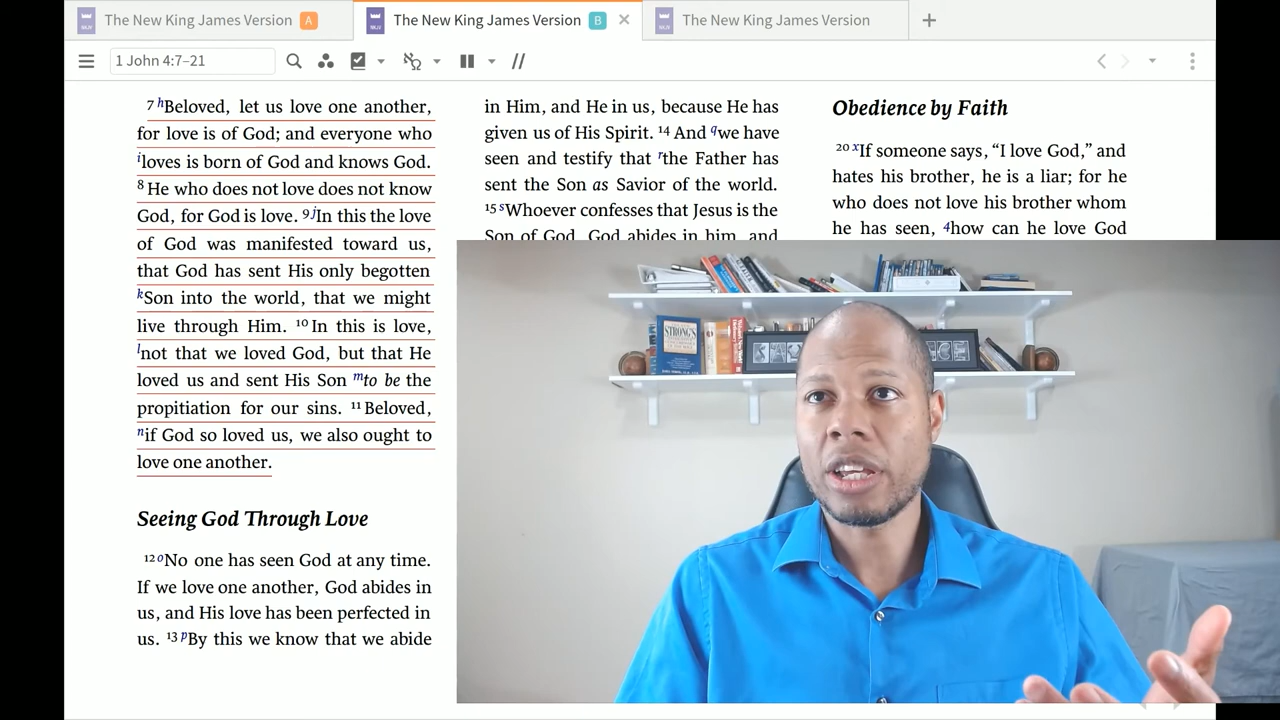 The New King James Version A
The New King James Version B
The New King James Version
1 John 4:7–21
7 hBeloved, let us love one another,
for love is of God; and everyone who
iloves is born of God and knows God.
8 He who does not love does not know
God, for God is love. 9 jIn this the love
of God was manifested toward us,
that God has sent His only begotten
kSon into the world, that we might
live through Him. 10 In this is love,
lnot that we loved God, but that He
loved us and sent His Son mto be the
propitiation for our sins. 11 Beloved,
nif God so loved us, we also ought to
love one another.
Seeing God Through Love
12 oNo one has seen God at any time.
If we love one another, God abides in
us, and His love has been perfected in
us. 13 pBy this we know that we abide
in Him, and He in us, because He has
given us of His Spirit. 14 And qwe have
seen and testify that rthe Father has
sent the Son as Savior of the world.
15 sWhoever confesses that Jesus is the
Son of God, God abides in him, and
Obedience by Faith
20 xIf someone says, “I love God,” and
hates his brother, he is a liar; for he
who does not love his brother whom
he has seen, 4how can he love God
STRONG'S